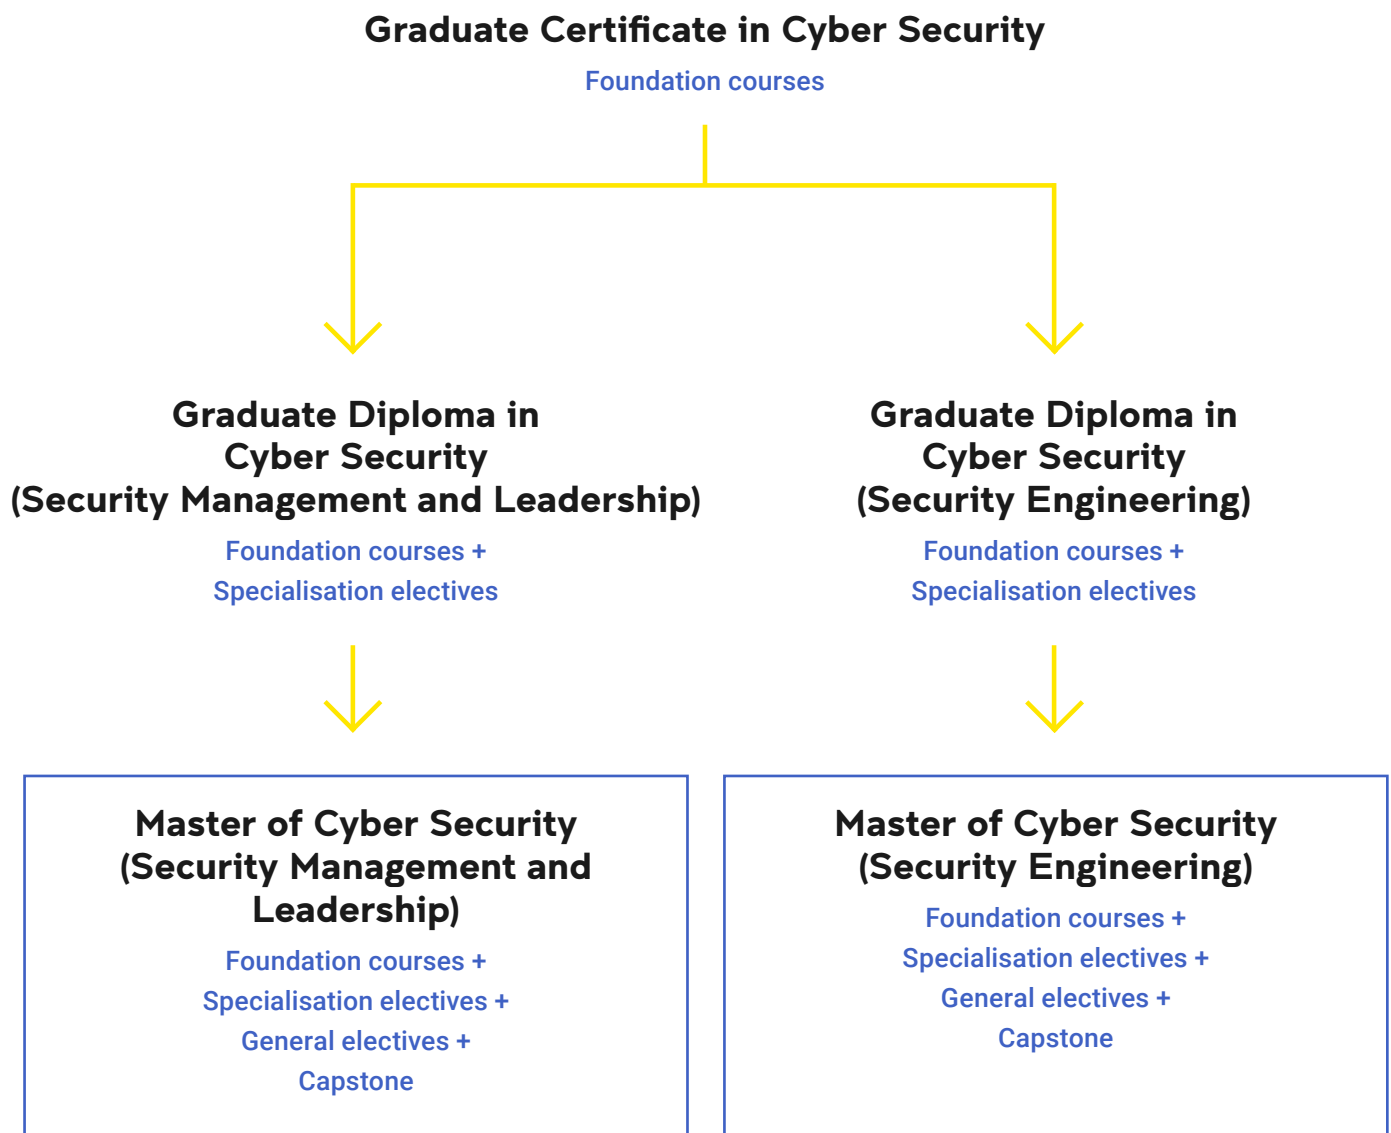 Graduate Certificate in Cyber Security
Foundation courses
Graduate Diploma in
Cyber Security
(Security Management and Leadership)
Foundation courses +
Specialisation electives
Graduate Diploma in
Cyber Security
(Security Engineering)
Foundation courses +
Specialisation electives
Master of Cyber Security
(Security Management and
Leadership)
Foundation courses +
Specialisation electives +
General electives +
Capstone
Master of Cyber Security
(Security Engineering)
Foundation courses +
Specialisation electives +
General electives +
Capstone